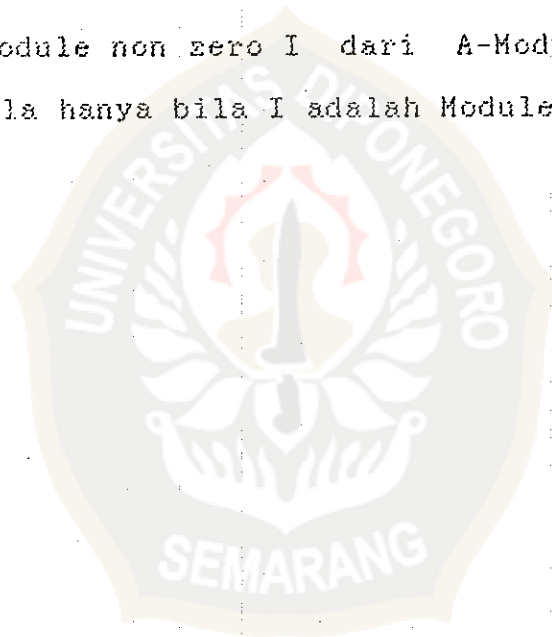 odule non zero I dari A-Mod
la hanya bila I adalah Module
UNIVERSITAS DIPONEGORO
SEMARANG